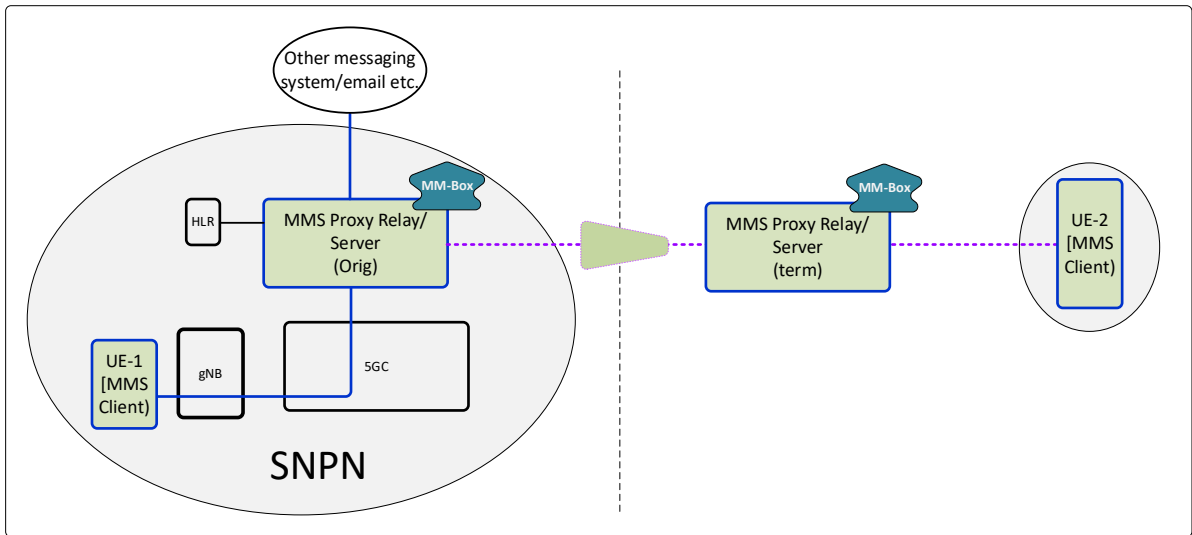 Other messaging
system/email etc.
MM-Box
HLR
MMS Proxy Relay/
Server
(Orig)
MM-Box
MMS Proxy Relay/
Server
(term)
UE-2
[MMS
Client)
UE-1
[MMS
Client)
gNB
5GC
SNPN